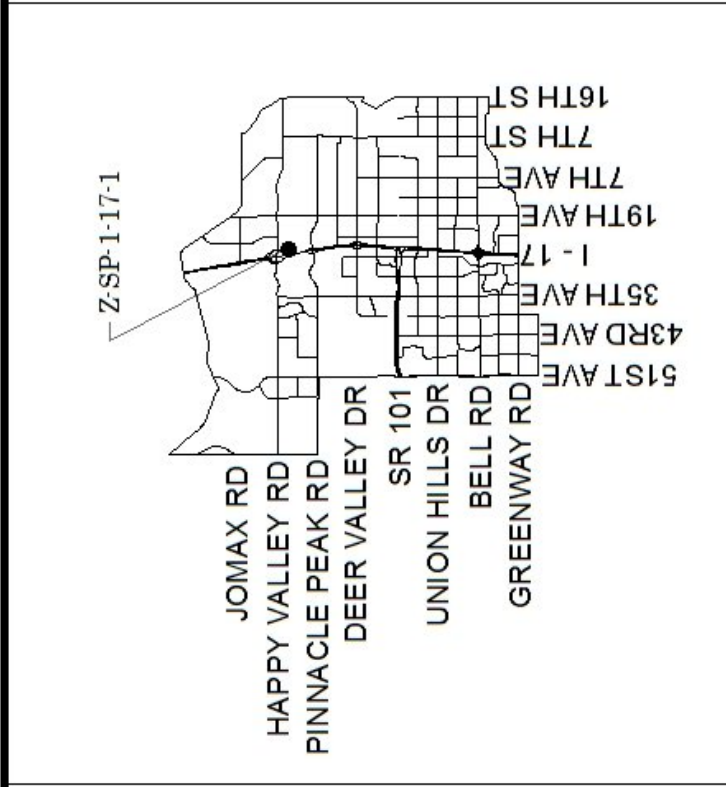 Z-SP-1-17-1
16TH ST
7TH ST
7TH AVE
19TH AVE
I - 17
35TH AVE
43RD AVE
51ST AVE
JOMAX RD
HAPPY VALLEY RD
PINNACLE PEAK RD
DEER VALLEY DR
SR 101
UNION HILLS DR
BELL RD
GREENWAY RD